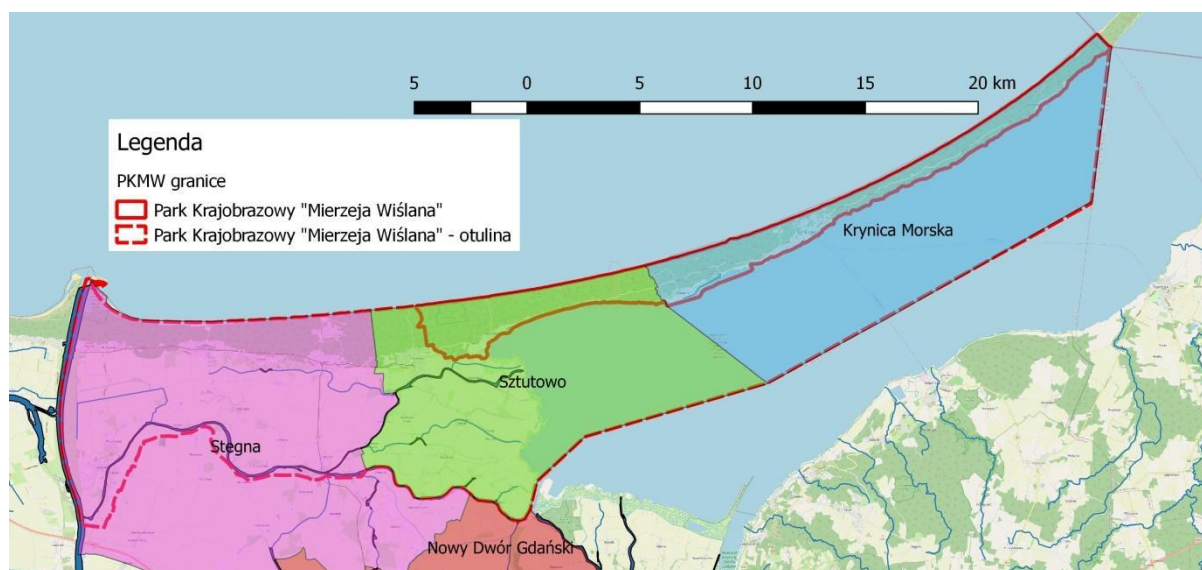 5 0 5 10 15 20 km
Legenda
PKMW granice
Park Krajobrazowy "Mierzeja Wiślana"
Park Krajobrazowy "Mierzeja Wiślana" - otulina
Krynica Morska
Sztutowo
Stegna
Nowy Dwór Gdański